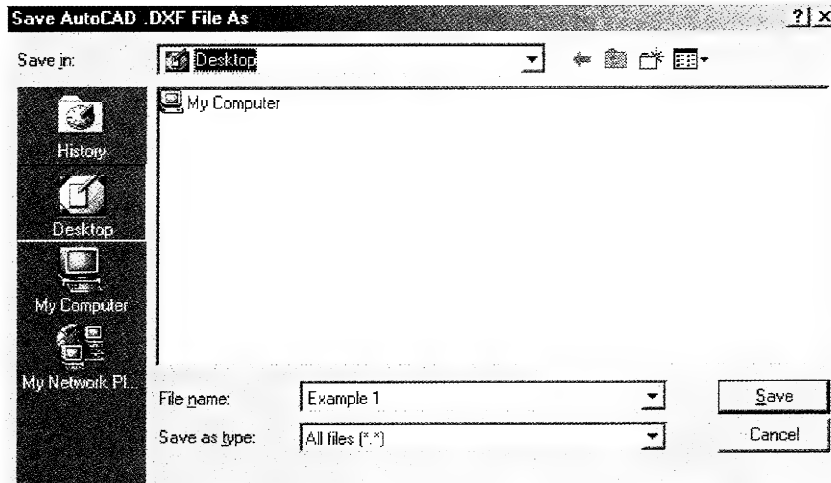 Save AutoCAD .DXF File As
Save in:
Desktop
My Computer
History
Desktop
My Computer
My Network Pl...
File name:
Example 1
Save
Save as type:
All files (*.*)
Cancel